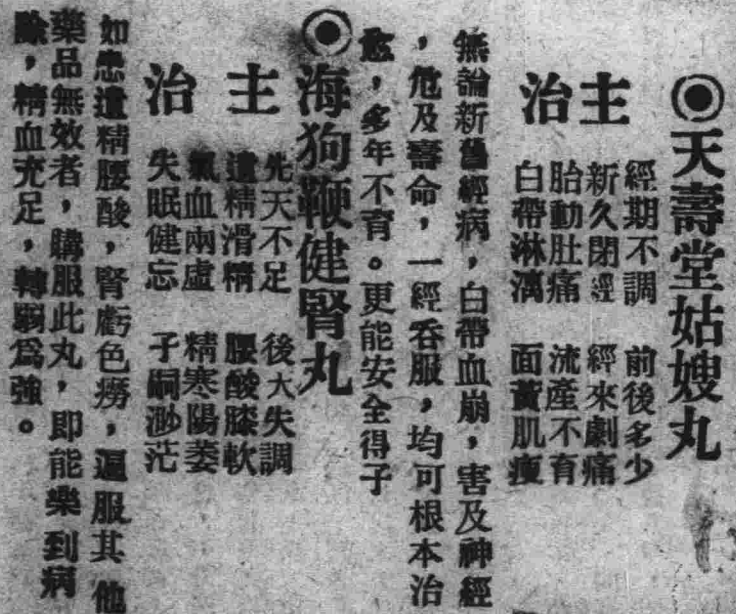 ◉天壽堂姑嫂丸
主治
經期不調 前後多少
新久閉經 經來劇痛
胎動肚痛 流產不育
白帶淋漓 面黃肌瘦
無論新舊經病，白帶血崩，害及神經
，危及壽命，一經吞服，均可根本治
愈，多年不育。更能安全得子
◉海狗鞭健腎丸
主治
先天不足 後大失調
遺精滑精 腰酸膝軟
氣血兩虛 精寒陽萎
失眠健忘 子嗣渺茫
如患遺精腰酸，腎虧色癆，遍服其他
藥品無效者，購服此丸，即能藥到病
除，精血充足，轉弱爲強。